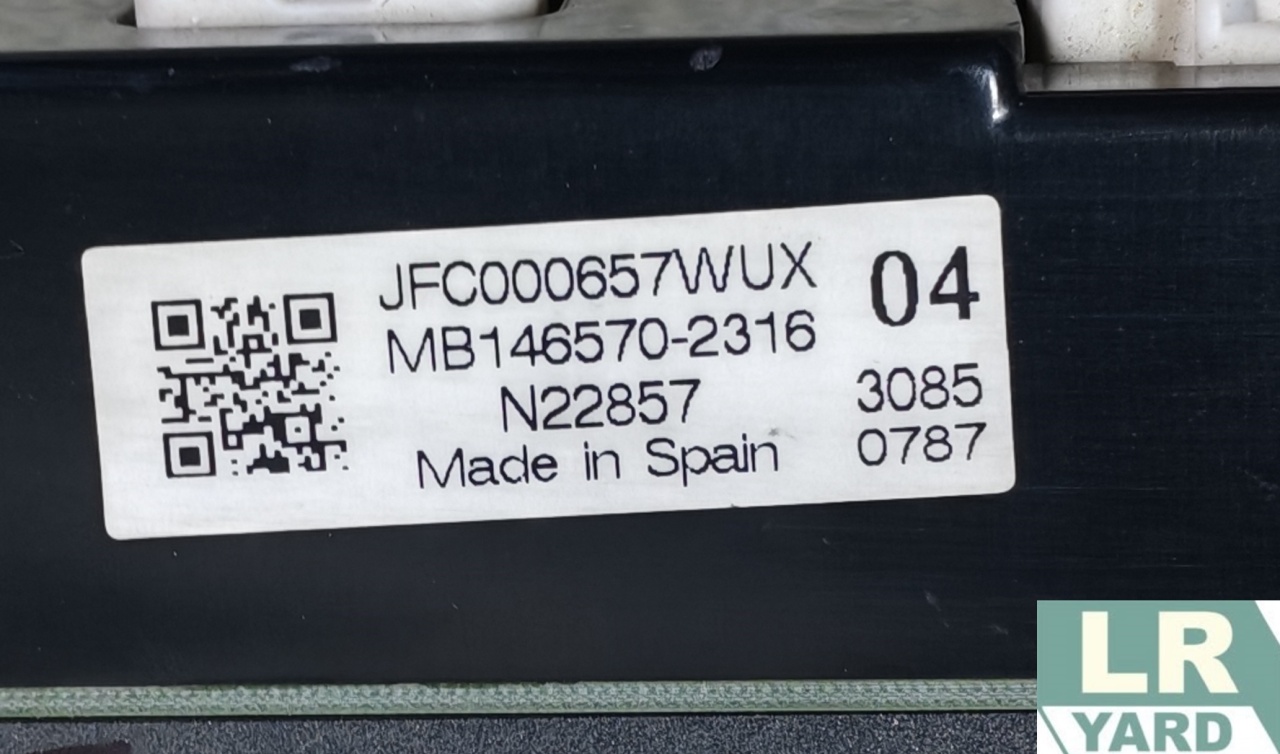 JFC000657WUX
04
MB146570-2316
N22857
3085
Made in Spain
0787
LR
YARD